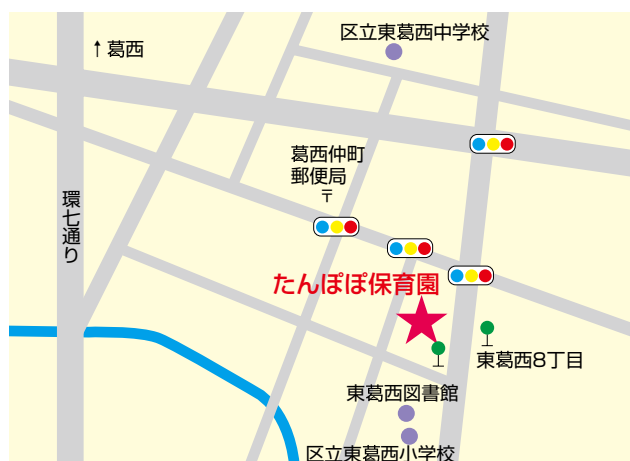 区立東葛西中学校
↑葛西
葛西仲町
郵便局
〒
環七通り
たんぽぽ保育園
東葛西8丁目
東葛西図書館
区立東葛西小学校